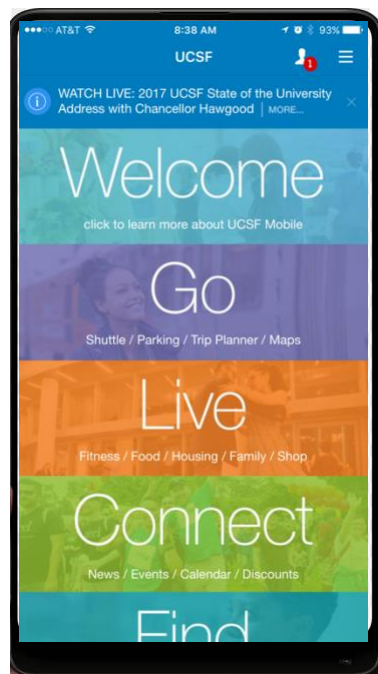 AT&T 8:38 AM 93%
UCSF 1
WATCH LIVE: 2017 UCSF State of the University
Address with Chancellor Hawgood | MORE...
Welcome
click to learn more about UCSF Mobile
Go
Shuttle / Parking / Trip Planner / Maps
Live
Fitness / Food / Housing / Family / Shop
Connect
News / Events / Calendar / Discounts
Find